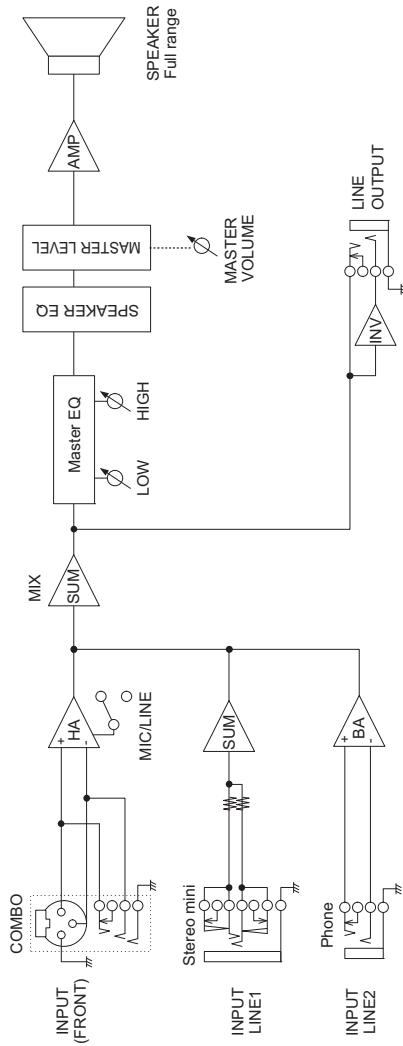 INPUT
(FRONT)
COMBO
+
-
HA
MIC/LINE
INPUT
LINE1
Stereo mini
SUM
INPUT
LINE2
Phone
+
-
BA
MIX
SUM
Master EQ
LOW
HIGH
SPEAKER EQ
MASTER LEVEL
MASTER
VOLUME
AMP
SPEAKER
Full range
INV
LINE
OUTPUT